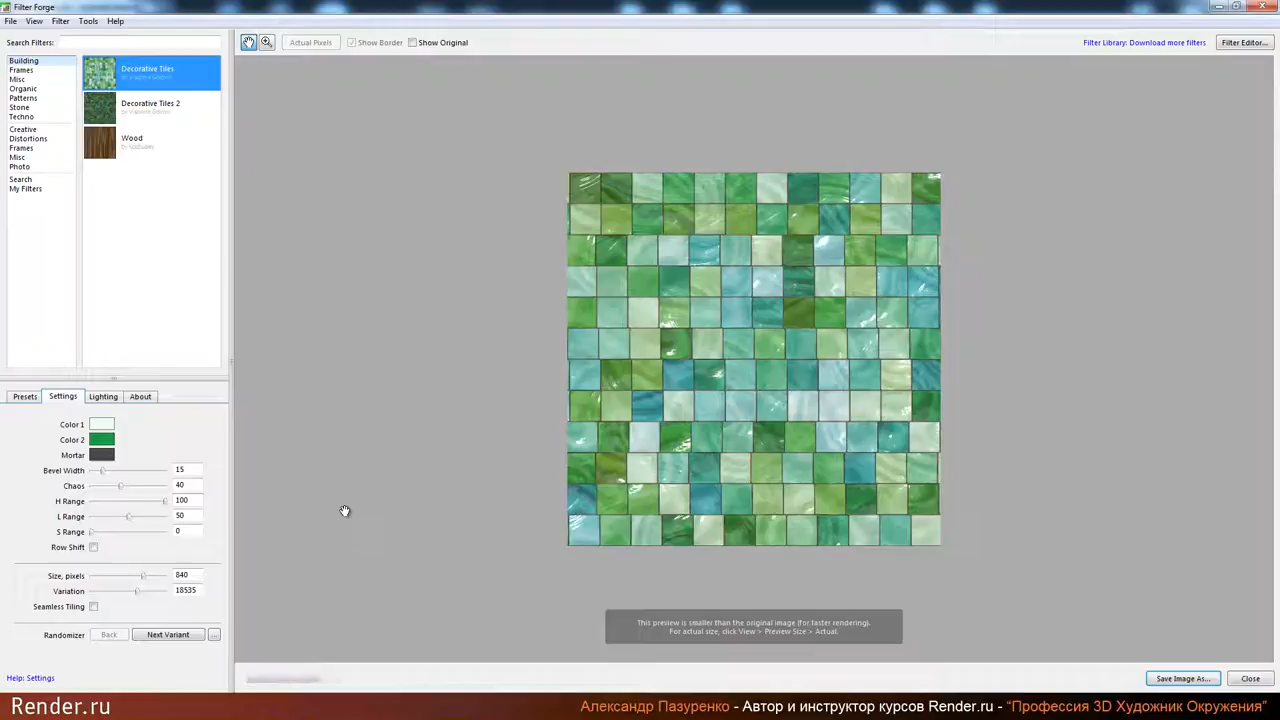 Filter Forge
File View Filter Tools Help
Search Filters:
Actual Pixels
Show Border
Show Original
Filter Library: Download more filters
Filter Editor...
Building
Frames
Misc
Organic
Patterns
Stone
Techno
Creative
Distortions
Frames
Misc
Photo
Search
My Filters
Decorative Tiles
Decorative Tiles 2
Wood
Presets Settings Lighting About
Color 1
Color 2
Mortar
Bevel Width 15
Chaos 40
H Range 100
L Range 50
S Range 0
Row Shift
Size, pixels 840
Variation 18535
Seamless Tiling
Randomizer Back Next Variant ...
Help: Settings
This preview is smaller than the original image (for faster rendering).
For actual size, click View > Preview Size > Actual.
Save Image As... Close
Render.ru
Александр Пазуренко - Автор и инструктор курсов Render.ru - “Профессия 3D Художник Окружения”